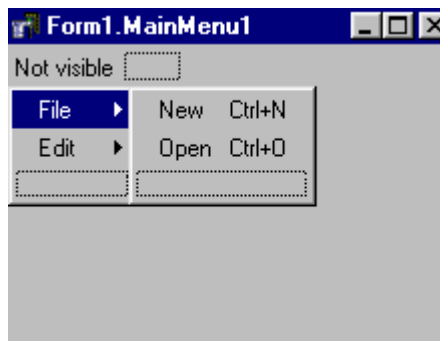 Form1.MainMenu1
Not visible
File New Ctrl+N
Edit Open Ctrl+O